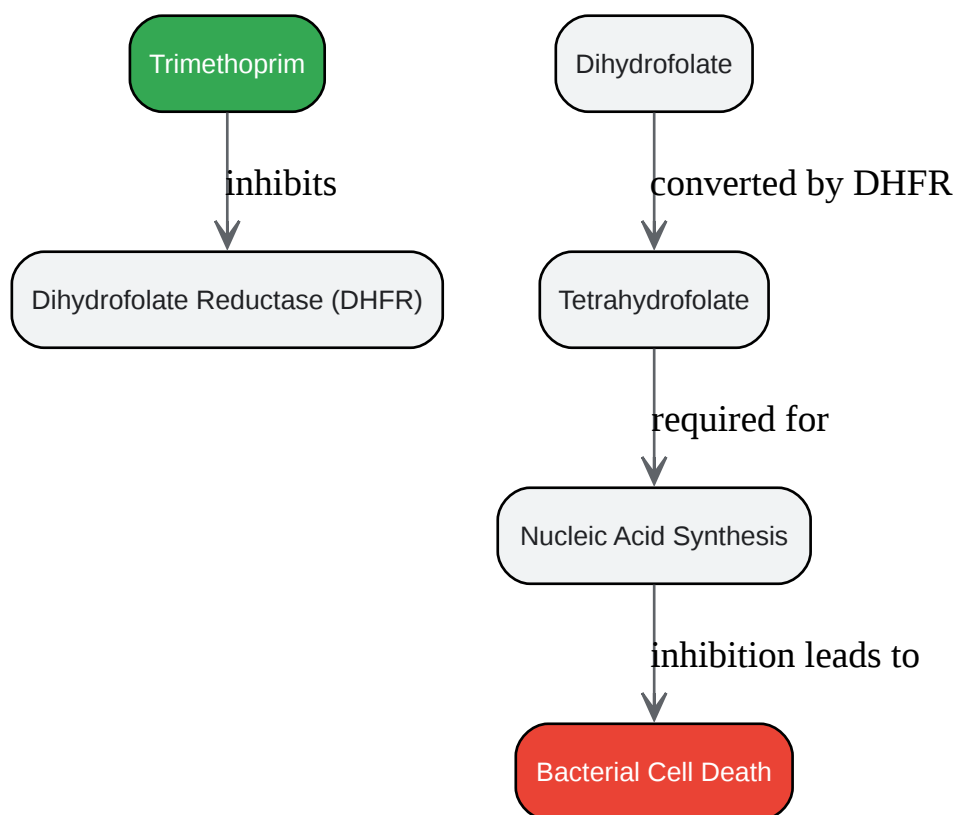 Trimethoprim
Dihydrofolate
inhibits
converted by DHFR
Dihydrofolate Reductase (DHFR)
Tetrahydrofolate
required for
Nucleic Acid Synthesis
inhibition leads to
Bacterial Cell Death